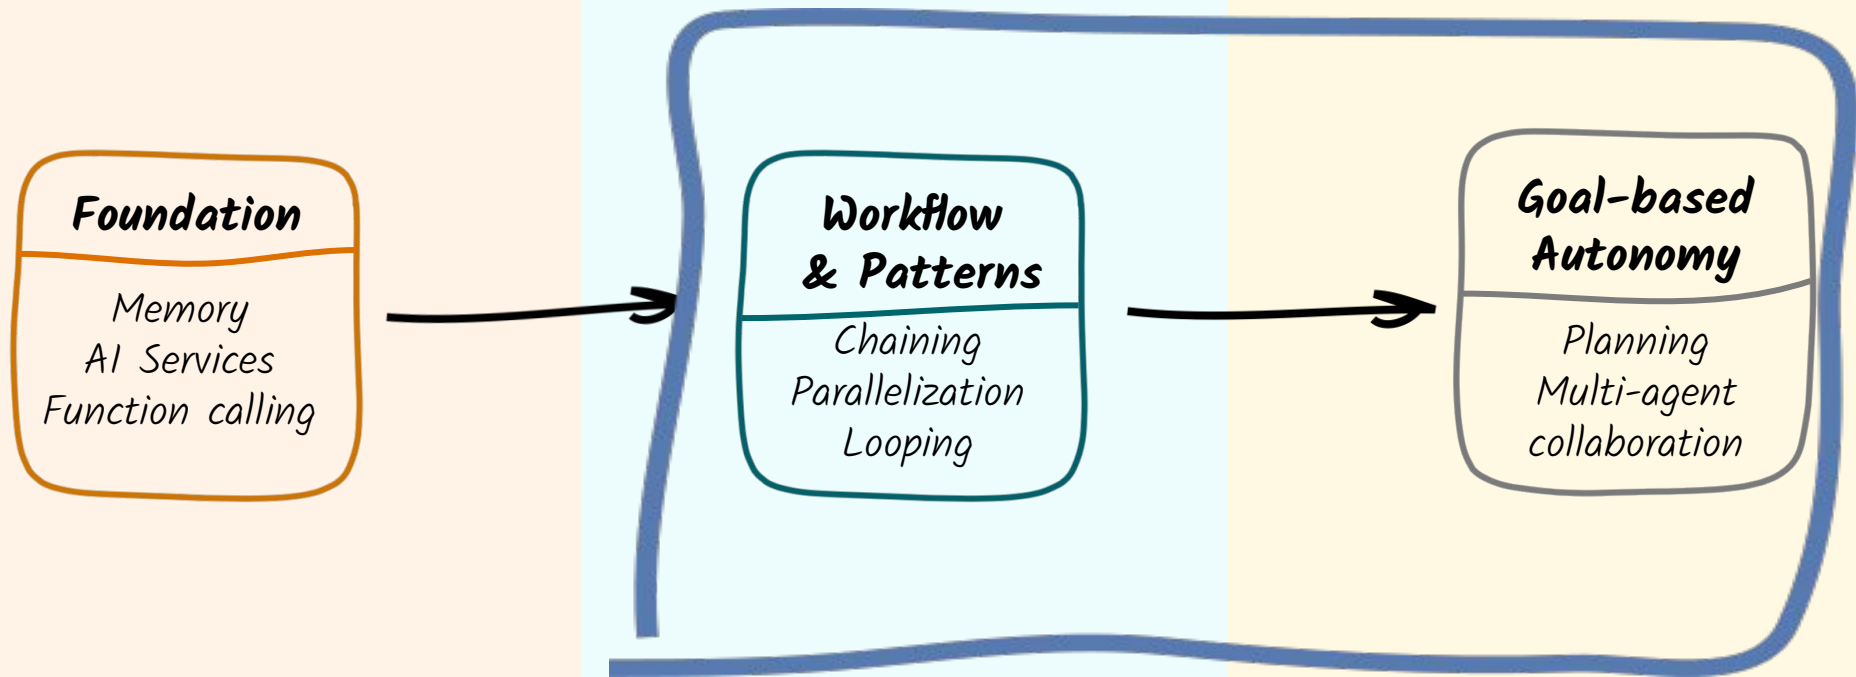 Foundation
Memory
AI Services
Function calling
Workflow
& Patterns
Chaining
Parallelization
Looping
Goal-based
Autonomy
Planning
Multi-agent
collaboration